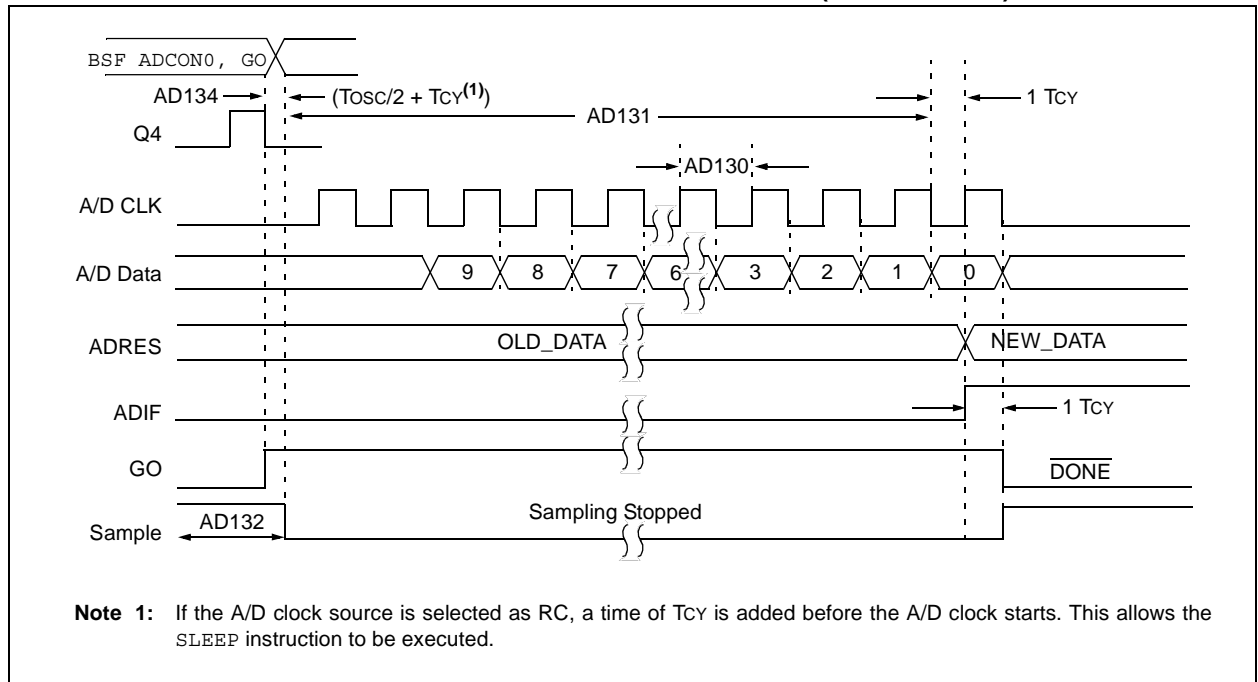 BSF ADCON0, GO
AD134 (TOSC/2 + TCY(1)) 1 TCY
AD131
Q4
AD130
A/D CLK
A/D Data 9 8 7 6 3 2 1 0
ADRES OLD_DATA NEW_DATA
ADIF
1 TCY
GO DONE
Sample AD132 Sampling Stopped
Note 1: If the A/D clock source is selected as RC, a time of TCY is added before the A/D clock starts. This allows the
SLEEP instruction to be executed.